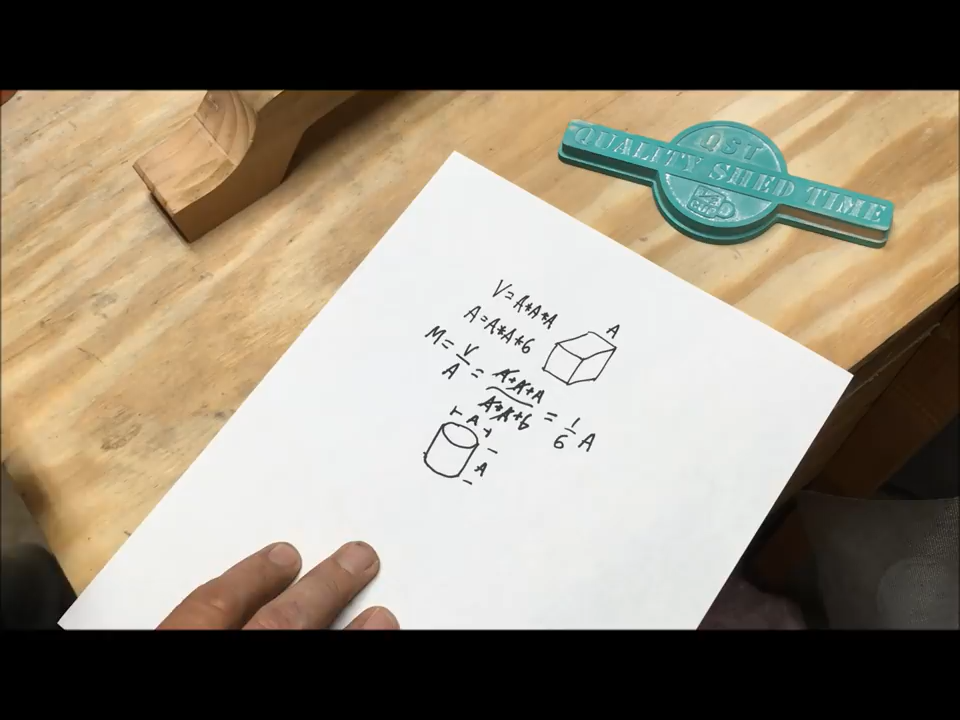 QST
QUALITY SHED TIME
V=A*A*A
A=A*A*6
M= V/A = A*A*A/A*A*6 = 1/6 A
A
A
A